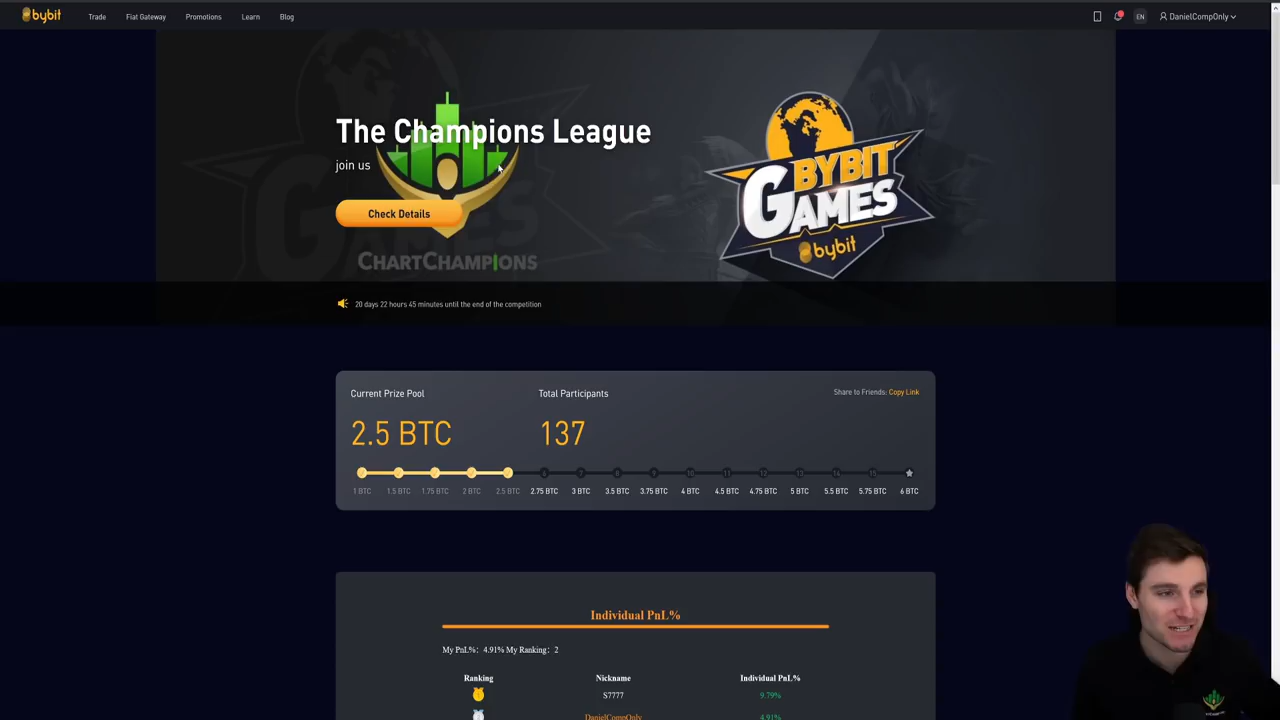 bybit
Trade
Fiat Gateway
Promotions
Learn
Blog
EN
DanielCompOnly
The Champions League
join us
Check Details
CHARTCHAMPIONS
G
BYBIT
GAMES
bybit
20 days 22 hours 45 minutes until the end of the competition
Current Prize Pool
Total Participants
Share to Friends: Copy Link
2.5 BTC
137
1 BTC 1.5 BTC 1.75 BTC 2 BTC 2.5 BTC 2.75 BTC 3 BTC 3.5 BTC 3.75 BTC 4 BTC 4.5 BTC 4.75 BTC 5 BTC 5.5 BTC 5.75 BTC 6 BTC
Individual PnL%
My PnL%: 4.91% My Ranking: 2
Ranking Nickname Individual PnL%
S7777 9.79%
DanielCompOnly 4.91%